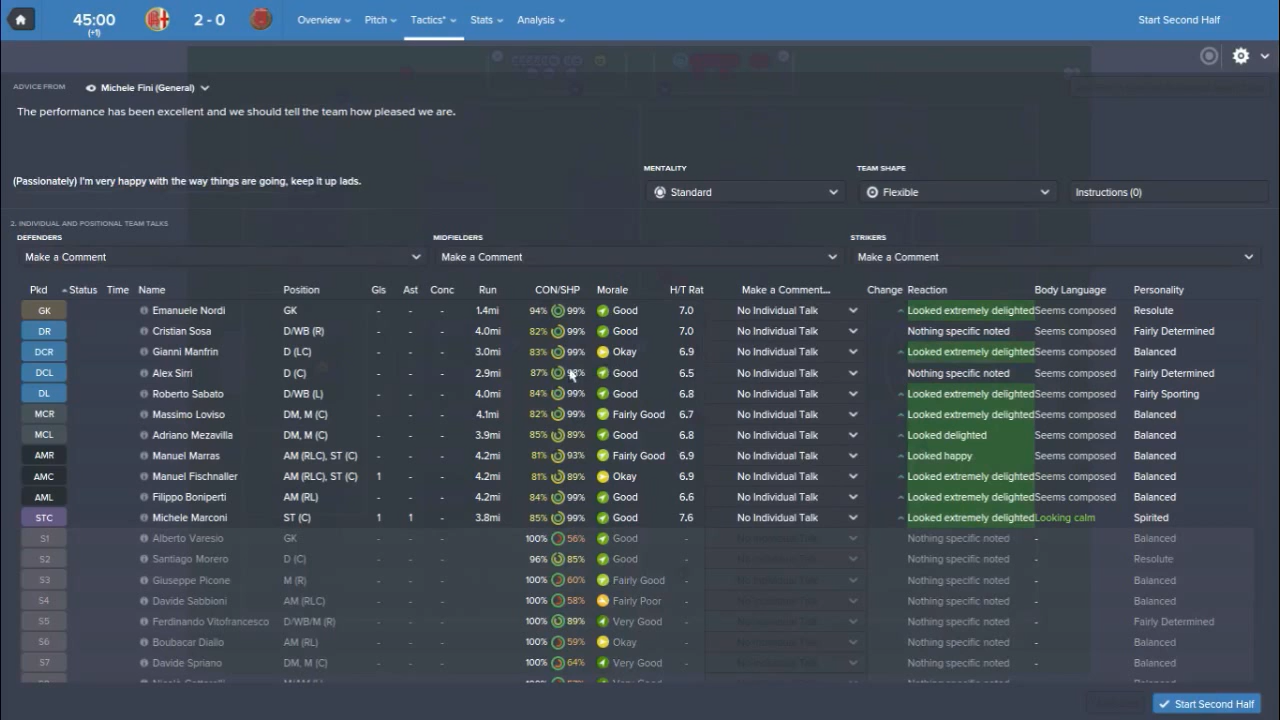 45:00 2 - 0 Overview Pitch Tactics* Stats Analysis Start Second Half
(+1)
ADVICE FROM Michele Fini (General)
The performance has been excellent and we should tell the team how pleased we are.
MENTALITY TEAM SHAPE
(Passionately) I'm very happy with the way things are going, keep it up lads.
Standard Flexible Instructions (0)
2. INDIVIDUAL AND POSITIONAL TEAM TALKS
DEFENDERS MIDFIELDERS STRIKERS
Make a Comment Make a Comment Make a Comment
Pkd Status Time Name Position Gls Ast Conc Run CON/SHP Morale H/T Rat Make a Comment... Change Reaction Body Language Personality
GK Emanuele Nordi GK - - - 1.4mi 94% 99% Good 7.0 No Individual Talk Looked extremely delighted Seems composed Resolute
DR Cristian Sosa D/WB (R) - - - 4.0mi 82% 99% Good 7.0 No Individual Talk Nothing specific noted Seems composed Fairly Determined
DCR Gianni Manfrin D (LC) - - - 3.0mi 83% 99% Okay 6.9 No Individual Talk Looked extremely delighted Seems composed Balanced
DCL Alex Sirri D (C) - - - 2.9mi 87% Good 6.5 No Individual Talk Nothing specific noted Seems composed Fairly Determined
DL Roberto Sabato D/WB (L) - - - 4.0mi 84% 99% Good 6.8 No Individual Talk Looked extremely delighted Seems composed Fairly Sporting
MCR Massimo Loviso DM, M (C) - - - 4.1mi 82% 99% Fairly Good 6.7 No Individual Talk Looked extremely delighted Seems composed Balanced
MCL Adriano Mezavilla DM, M (C) - - - 3.9mi 85% 89% Good 6.8 No Individual Talk Looked delighted Seems composed Balanced
AMR Manuel Marras AM (RLC), ST (C) - - - 4.2mi 81% 93% Fairly Good 6.9 No Individual Talk Looked happy Seems composed Balanced
AMC Manuel Fischnaller AM (RLC), ST (C) 1 - - 4.2mi 81% 89% Okay 6.9 No Individual Talk Looked extremely delighted Seems composed Balanced
AML Filippo Boniperti AM (RL) - - - 4.2mi 84% 99% Good 6.6 No Individual Talk Looked extremely delighted Seems composed Balanced
STC Michele Marconi ST (C) 1 1 - 3.8mi 85% 99% Good 7.6 No Individual Talk Looked extremely delighted Looking calm Spirited
S1 Alberto Varesio GK 100% 56% Good - No Individual Talk Nothing specific noted - Balanced
S2 Santiago Morero D (C) 96% 85% Good - No Individual Talk Nothing specific noted - Resolute
S3 Giuseppe Picone M (R) 100% 60% Fairly Good - No Individual Talk Nothing specific noted - Balanced
S4 Davide Sabbioni AM (RLC) 100% 58% Fairly Poor - No Individual Talk Nothing specific noted - Balanced
S5 Ferdinando Vitofrancesco D/WB/M (R) 100% 89% Very Good - No Individual Talk Nothing specific noted - Fairly Determined
S6 Boubacar Diallo AM (RL) 100% 59% Okay - No Individual Talk Nothing specific noted - Balanced
S7 Davide Spriano DM, M (C) 100% 64% Very Good - No Individual Talk Nothing specific noted - Balanced
Start Second Half